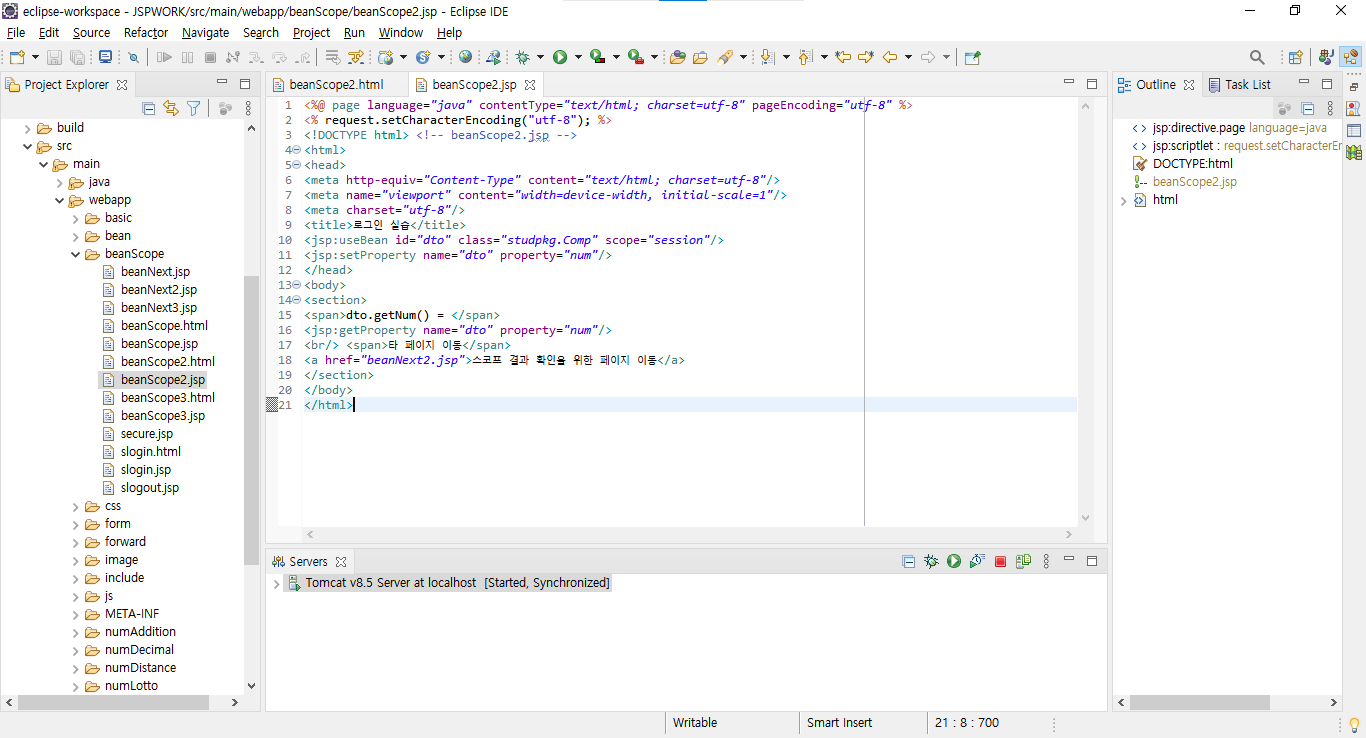 eclipse-workspace - JSPWORK/src/main/webapp/beanScope/beanScope2.jsp - Eclipse IDE
File Edit Source Refactor Navigate Search Project Run Window Help
Project Explorer
build
src
main
java
webapp
basic
bean
beanScope
beanNext.jsp
beanNext2.jsp
beanNext3.jsp
beanScope.html
beanScope.jsp
beanScope2.html
beanScope2.jsp
beanScope3.html
beanScope3.jsp
secure.jsp
slogin.html
slogin.jsp
slogout.jsp
css
form
forward
image
include
js
META-INF
numAddition
numDecimal
numDistance
numLotto
beanScope2.html beanScope2.jsp
1 <%@ page language="java" contentType="text/html; charset=utf-8" pageEncoding="utf-8" %>
2 <% request.setCharacterEncoding("utf-8"); %>
3 <!DOCTYPE html> <!-- beanScope2.jsp -->
4 <html>
5 <head>
6 <meta http-equiv="Content-Type" content="text/html; charset=utf-8"/>
7 <meta name="viewport" content="width=device-width, initial-scale=1"/>
8 <meta charset="utf-8"/>
9 <title>로그인 실습</title>
10 <jsp:useBean id="dto" class="studpkg.Comp" scope="session"/>
11 <jsp:setProperty name="dto" property="num"/>
12 </head>
13 <body>
14 <section>
15 <span>dto.getNum() = </span>
16 <jsp:getProperty name="dto" property="num"/>
17 <br/> <span>타 페이지 이동</span>
18 <a href="beanNext2.jsp">스코프 결과 확인을 위한 페이지 이동</a>
19 </section>
20 </body>
21 </html>
Servers
Tomcat v8.5 Server at localhost [Started, Synchronized]
Outline Task List
jsp:directive.page language=java
jsp:scriptlet : request.setCharacterEr
DOCTYPE:html
beanScope2.jsp
html
Writable Smart Insert 21 : 8 : 700